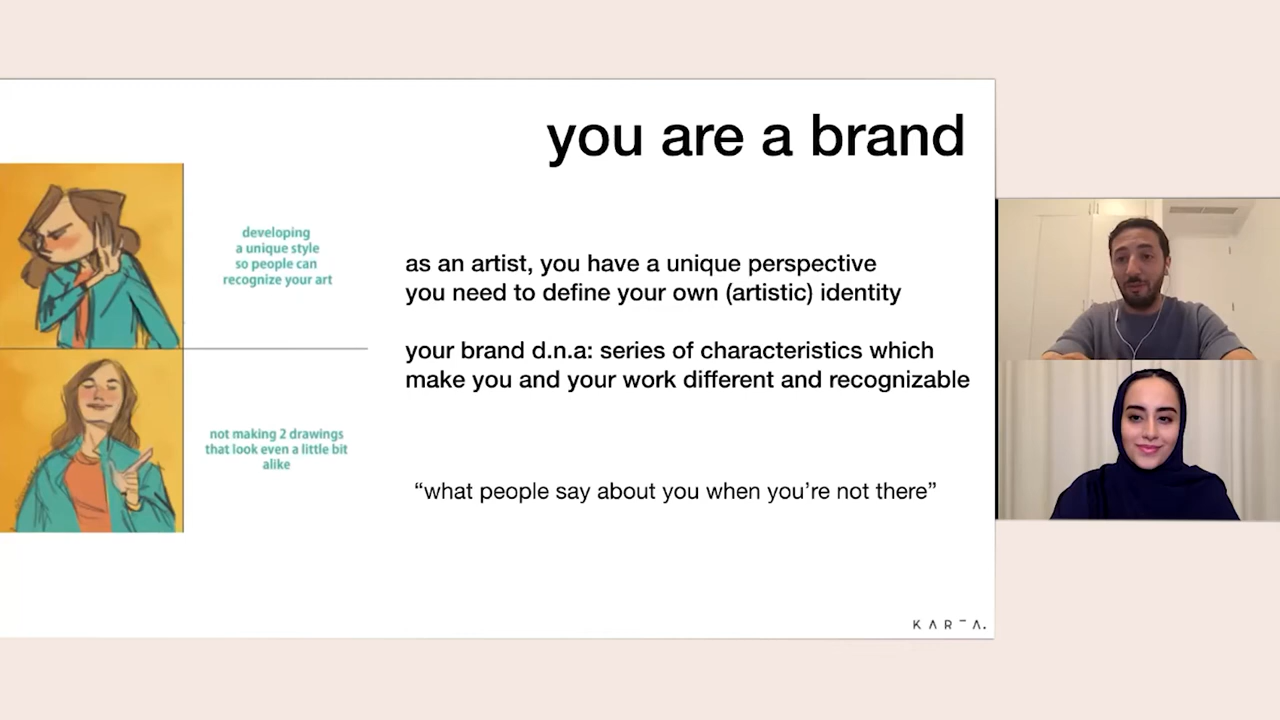 you are a brand
developing
a unique style
so people can
recognize your art
as an artist, you have a unique perspective
you need to define your own (artistic) identity
your brand d.n.a: series of characteristics which
make you and your work different and recognizable
not making 2 drawings
that look even a little bit
alike
“what people say about you when you’re not there”
KARTA.